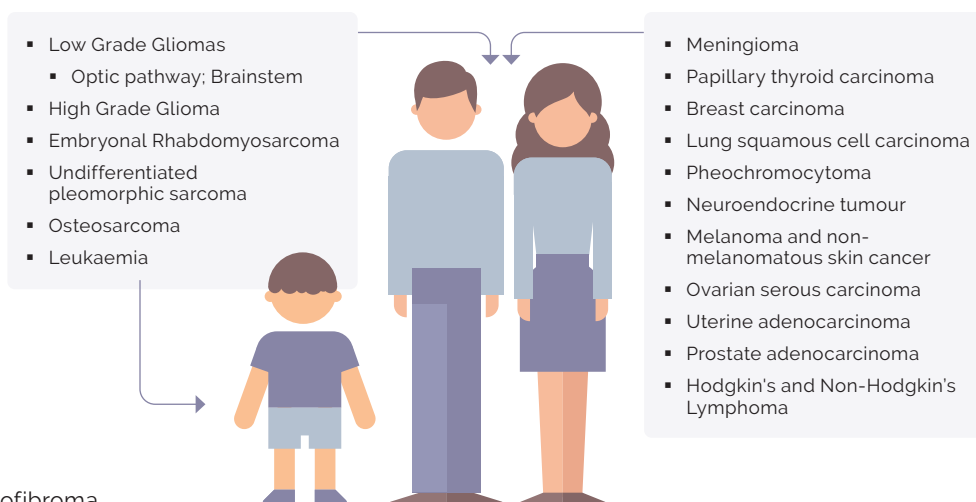 ▪ Low Grade Gliomas
▪ Optic pathway; Brainstem
▪ High Grade Glioma
▪ Embryonal Rhabdomyosarcoma
▪ Undifferentiated
pleomorphic sarcoma
▪ Osteosarcoma
▪ Leukaemia
▪ Meningioma
▪ Papillary thyroid carcinoma
▪ Breast carcinoma
▪ Lung squamous cell carcinoma
▪ Pheochromocytoma
▪ Neuroendocrine tumour
▪ Melanoma and non-
melanomatous skin cancer
▪ Ovarian serous carcinoma
▪ Uterine adenocarcinoma
▪ Prostate adenocarcinoma
▪ Hodgkin's and Non-Hodgkin's
Lymphoma